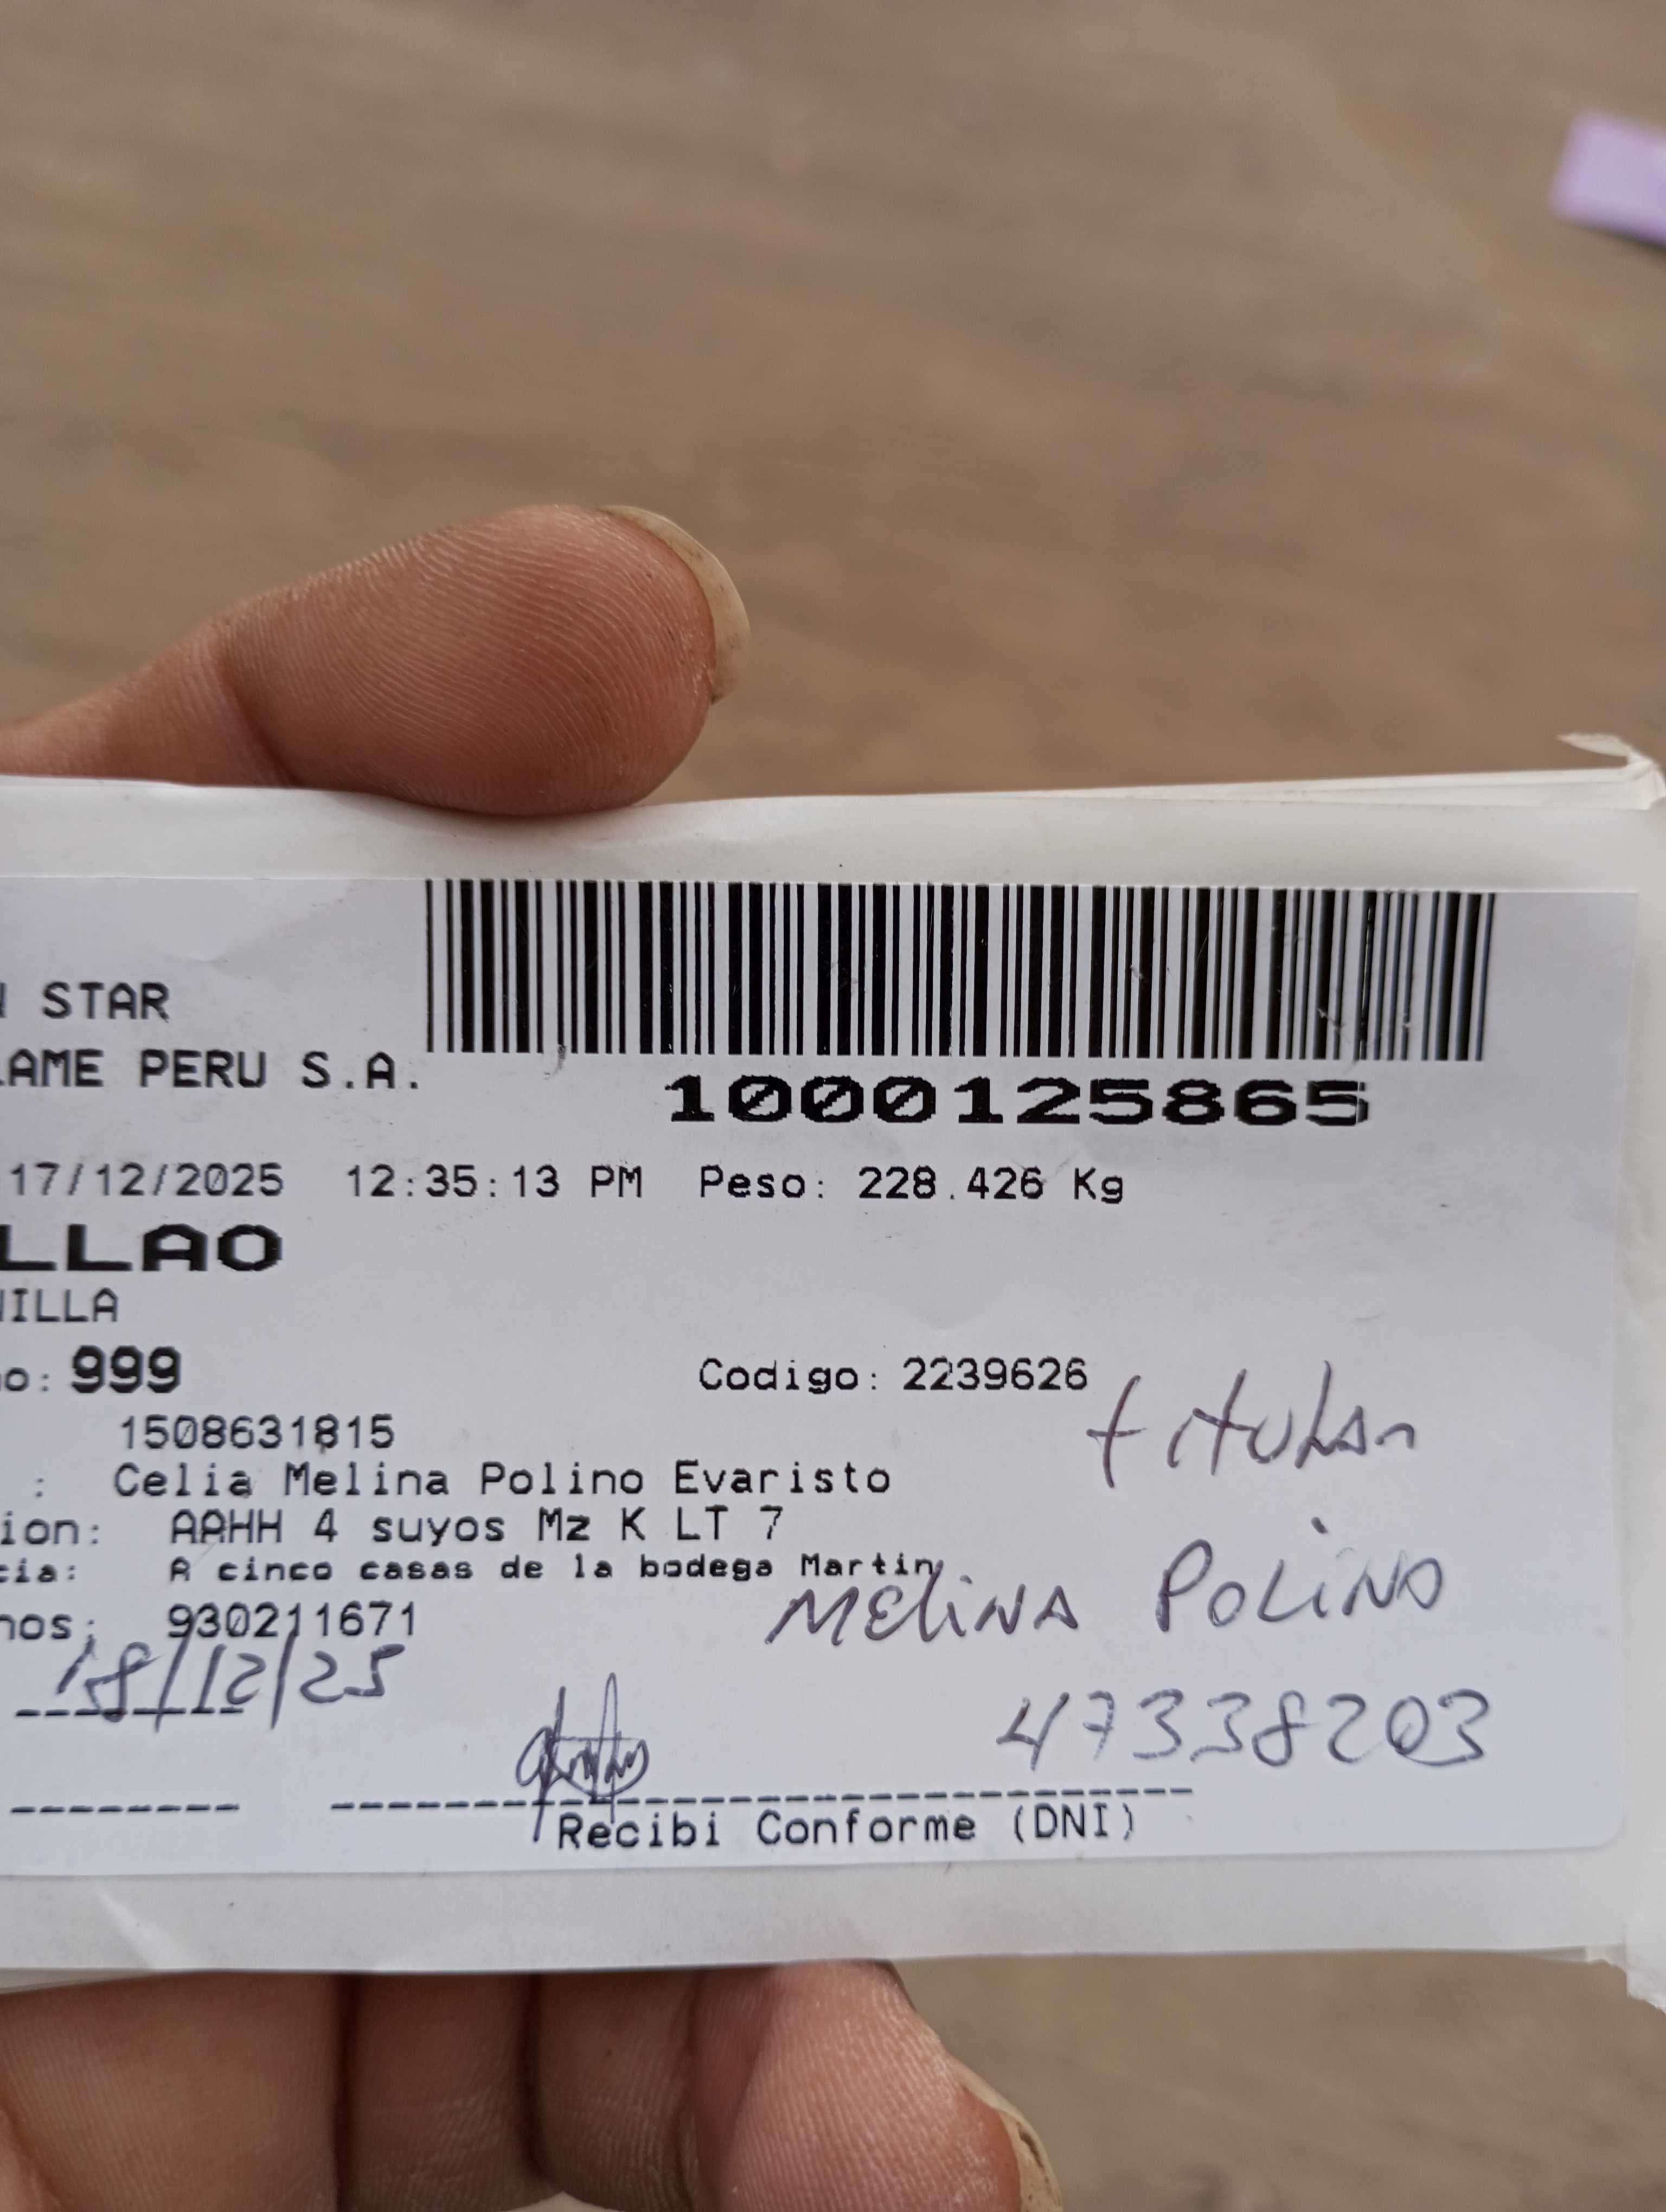 STAR
LAME PERU S.A.
1000125865
17/12/2025 12:35:13 PM Peso: 228.426 Kg
LLAO
NILLA
o: 999
Codigo: 2239626
titular
1508631815
: Celia Melina Polino Evaristo
ion: AAHH 4 suyos Mz K LT 7
cia: A cinco casas de la bodega Martin
Melina Polino
nos: 930211671
18/12/25
47338203
Recibi Conforme (DNI)